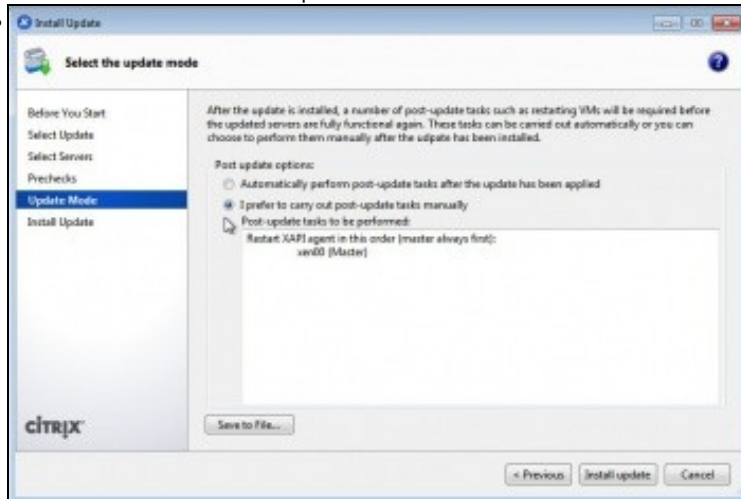 Install Update
Select the update mode
Before You Start
Select Update
Select Servers
Prechecks
Update Mode
Install Update
After the update is installed, a number of post-update tasks such as restarting VMs will be required before
the updated servers are fully functional again. These tasks can be carried out automatically or you can
choose to perform them manually after the udpate has been installed.
Post update options:
Automatically perform post-update tasks after the update has been applied
I prefer to carry out post-update tasks manually
Post-update tasks to be performed:
Restart XAPI agent in this order (master always first):
xen00 (Master)
Save to File...
CITRIX
< Previous
Install update
Cancel